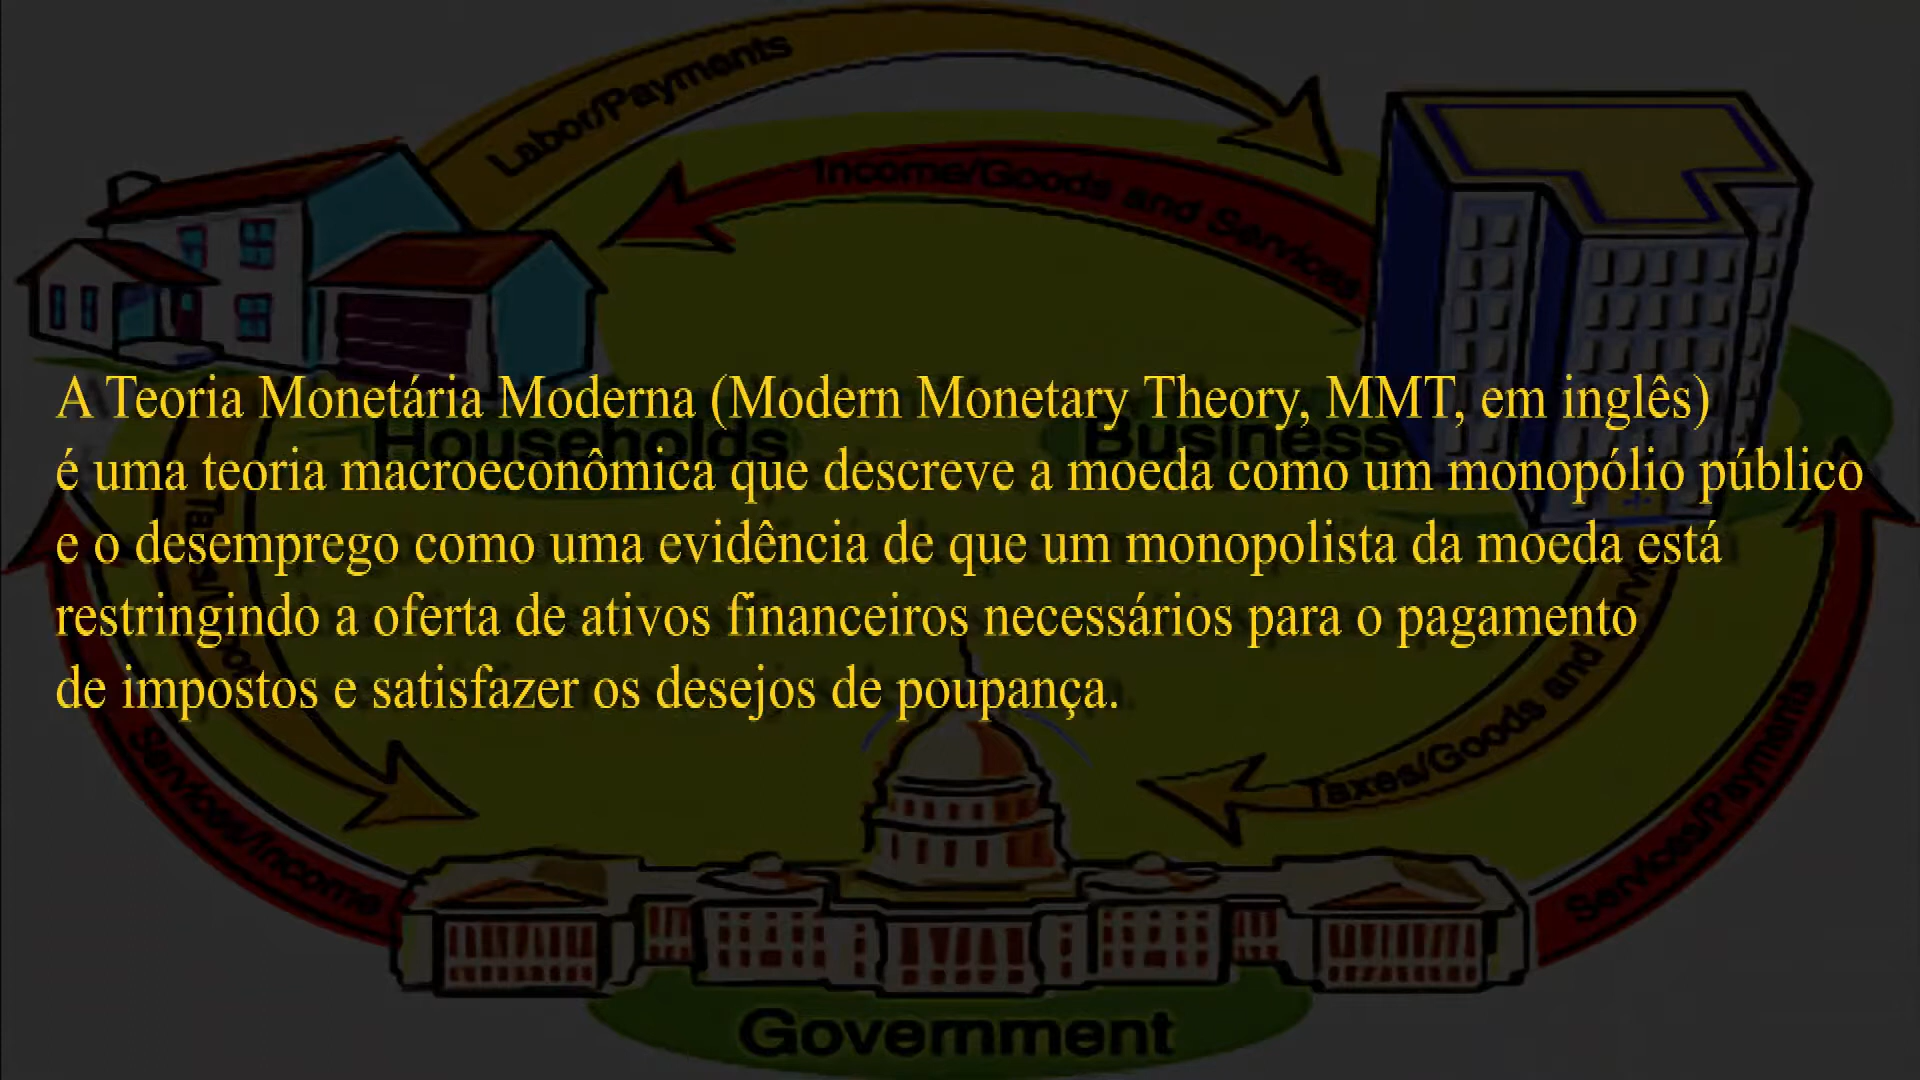 Labor/Payments
Income/Goods and Services
A Teoria Monetária Moderna (Modern Monetary Theory, MMT, em inglês)
Households
Business
é uma teoria macroeconômica que descreve a moeda como um monopólio público
e o desemprego como uma evidência de que um monopolista da moeda está
restringindo a oferta de ativos financeiros necessários para o pagamento
de impostos e satisfazer os desejos de poupança.
Taxes/Goods and
Services/Income
Services/Payments
Government